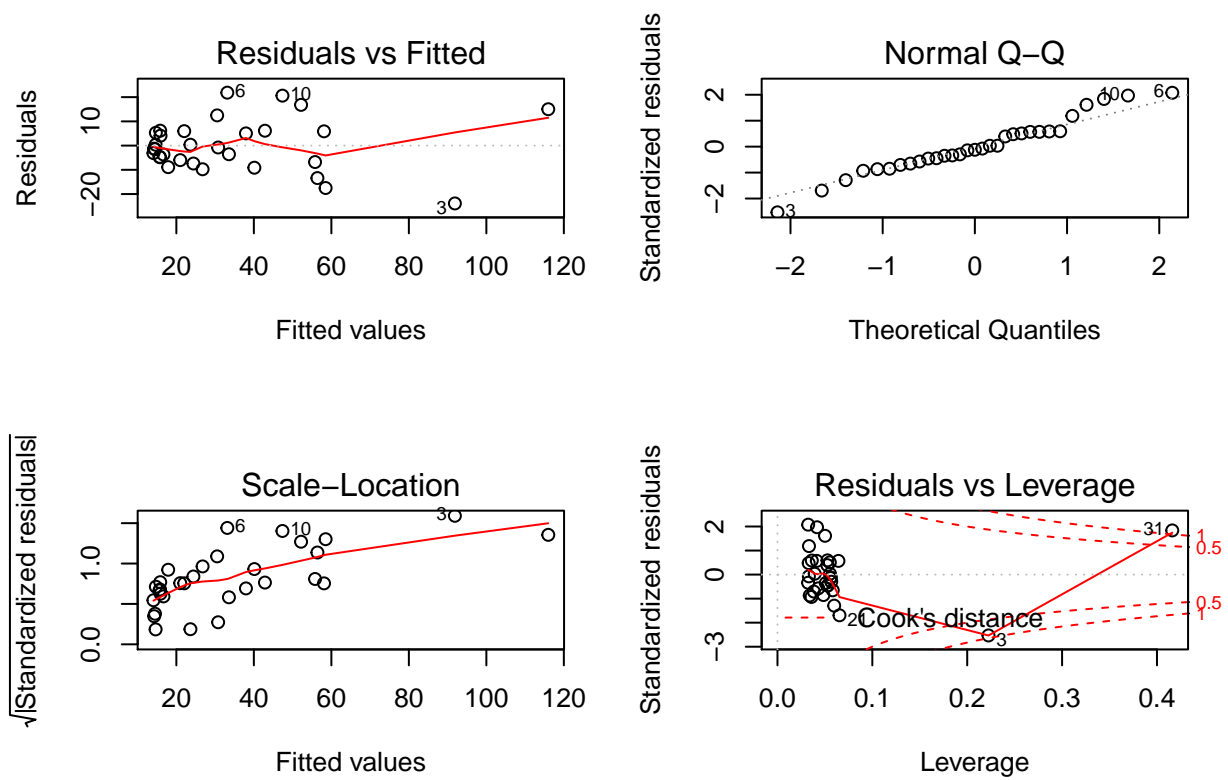 Residuals vs Fitted
Residuals
10
−20
6
10
3
20 40 60 80 100 120
Fitted values
Normal Q−Q
Standardized residuals
2
0
−2
10
6
3
−2 −1 0 1 2
Theoretical Quantiles
Scale−Location
√|Standardized residuals|
1.0
0.0
6
10
3
20 40 60 80 100 120
Fitted values
Residuals vs Leverage
Standardized residuals
2
0
−3
31
1
0.5
0.5
1
21
Cook's distance
3
0.0 0.1 0.2 0.3 0.4
Leverage